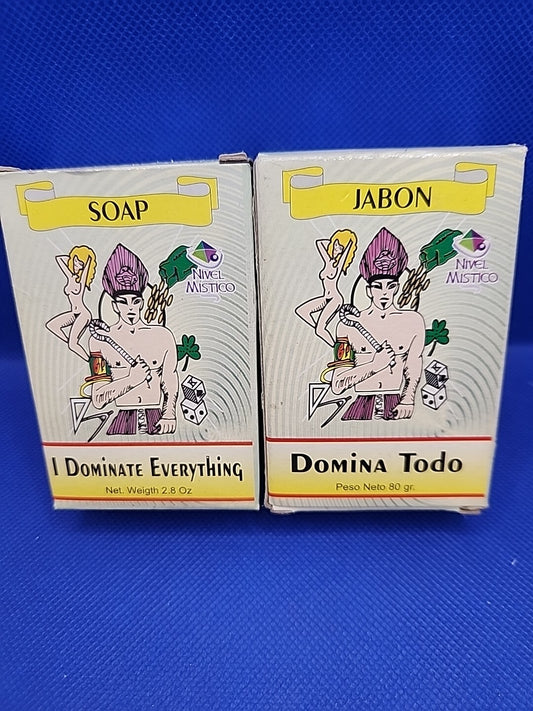 SOAP
NIVEL
MISTICO
I DOMINATE EVERYTHING
Net. Weigth 2.8 Oz
JABON
NIVEL
MISTICO
DOMINA TODO
Peso Neto 80 gr.